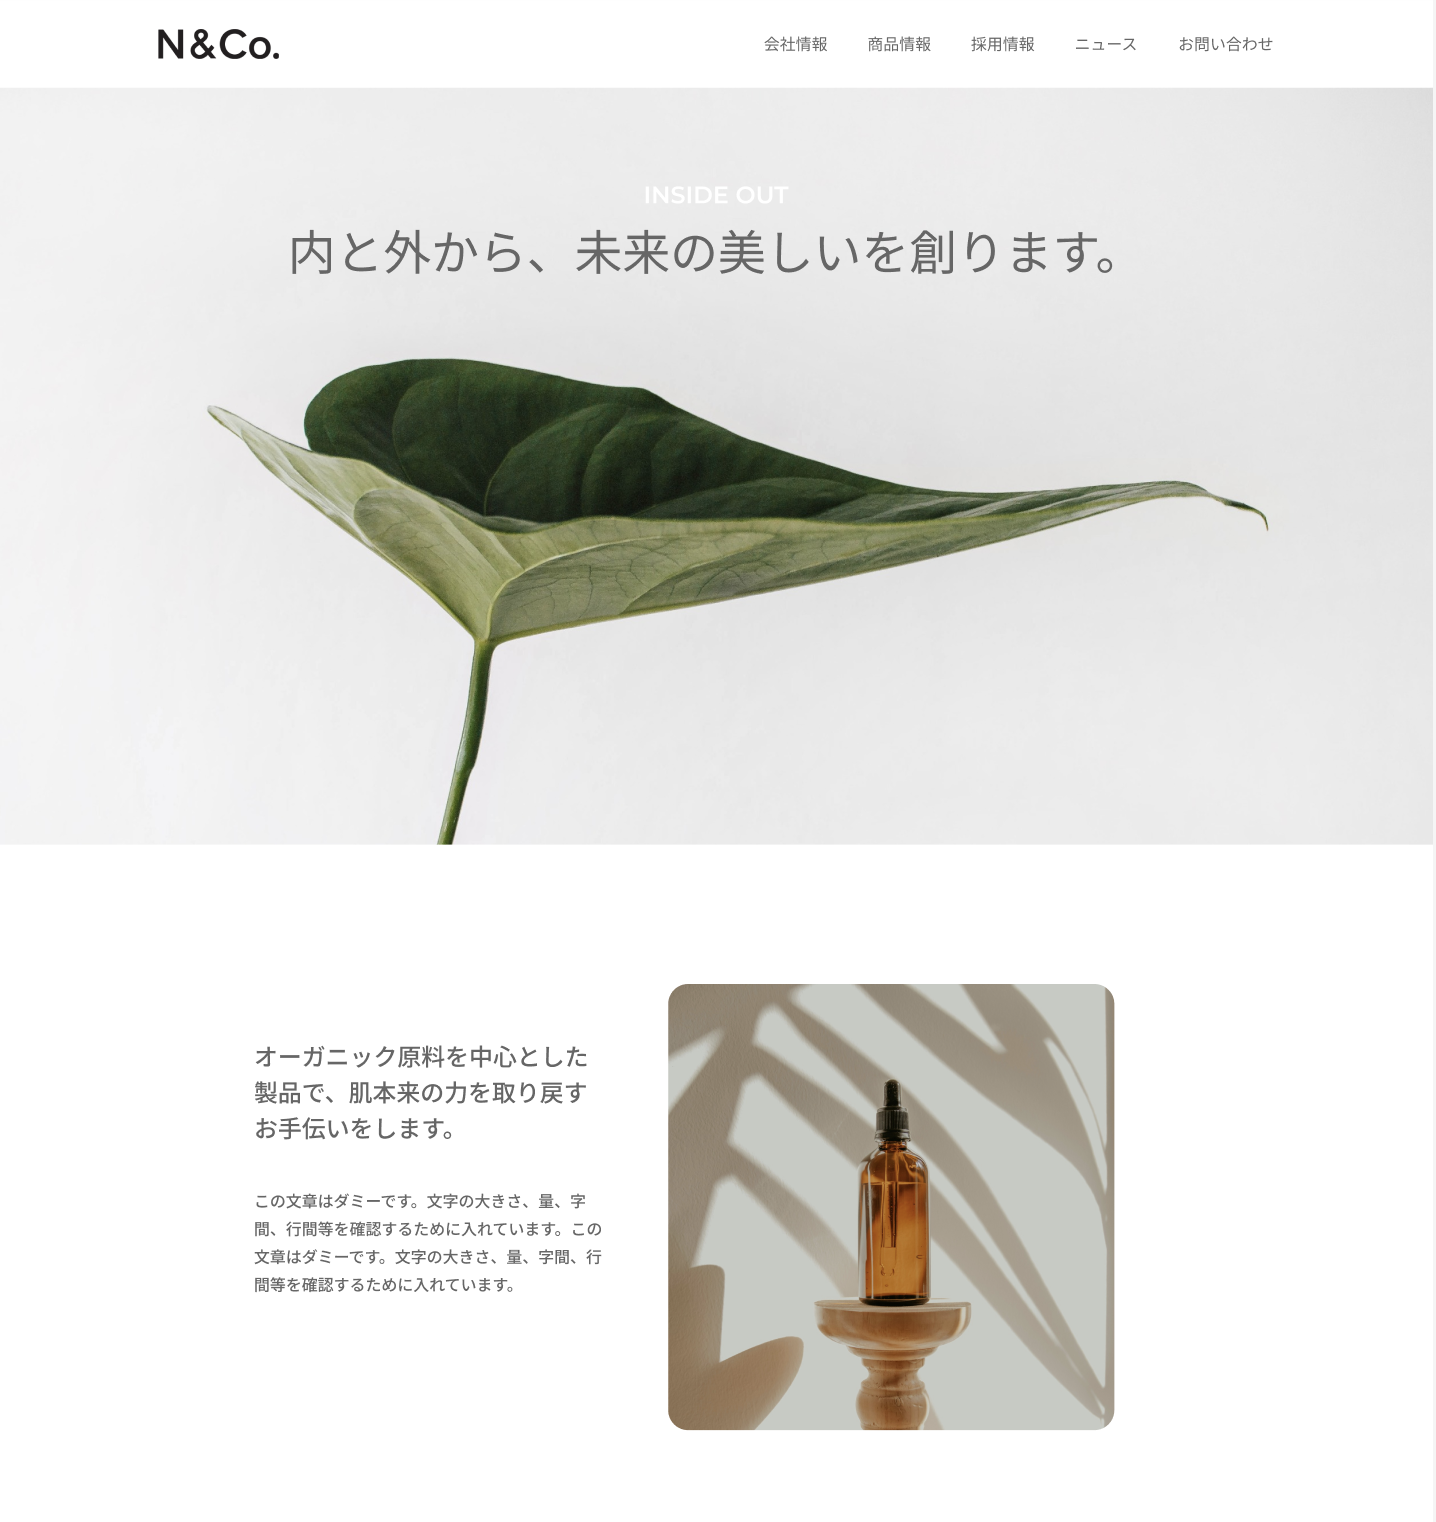 N&Co.
会社情報 商品情報 採用情報 ニュース お問い合わせ
INSIDE OUT
内と外から、未来の美しいを創ります。
オーガニック原料を中心とした
製品で、肌本来の力を取り戻す
お手伝いをします。
この文章はダミーです。文字の大きさ、量、字
間、行間等を確認するために入れています。この
文章はダミーです。文字の大きさ、量、字間、行
間等を確認するために入れています。